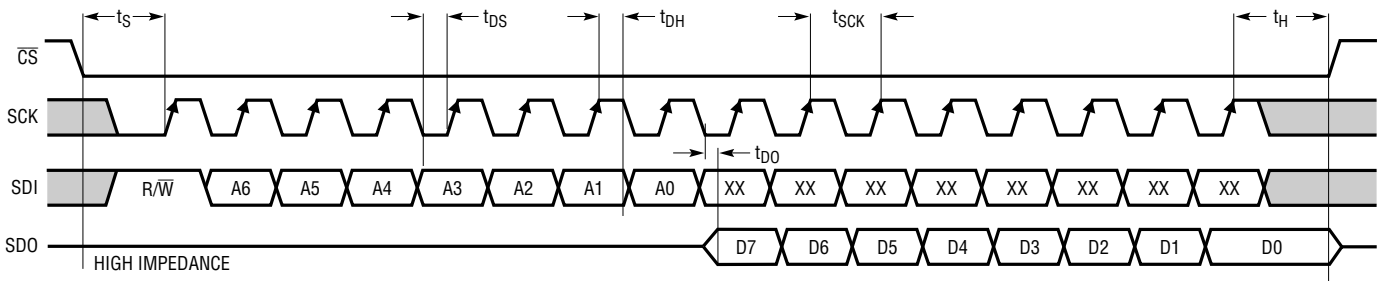 tS tDS tDH tSCK tH
CS
SCK
tDO
SDI R/W A6 A5 A4 A3 A2 A1 A0 XX XX XX XX XX XX XX XX
SDO D7 D6 D5 D4 D3 D2 D1 D0
HIGH IMPEDANCE